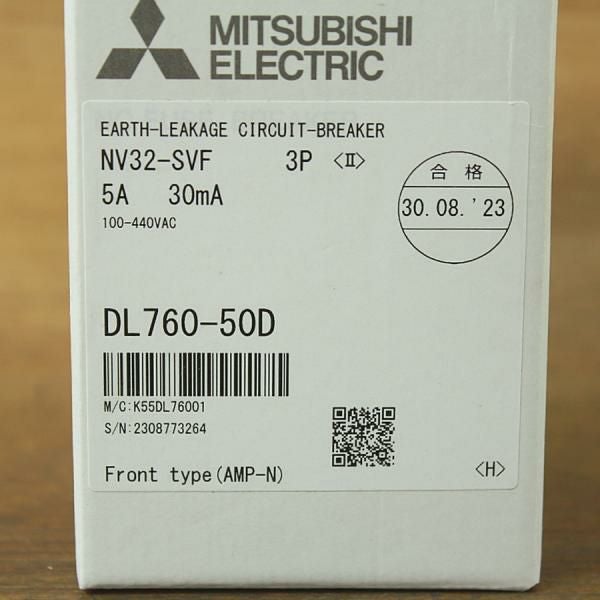 MITSUBISHI
ELECTRIC
EARTH-LEAKAGE CIRCUIT-BREAKER
NV32-SVF 3P <Ⅱ>
5A 30mA
100-440VAC
合格
30.08.'23
DL760-50D
M/C:K55DL76001
S/N:2308773264
Front type(AMP-N)
<H>